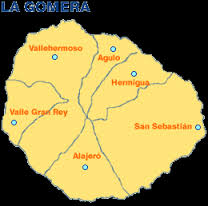 LA GOMERA
Vallehermoso
Agulo
Hermigua
Valle Gran Rey
San Sebastián
Alajeró